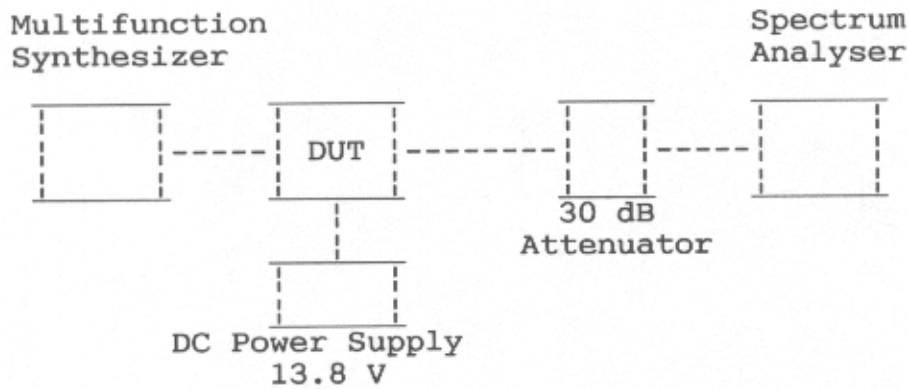 Multifunction
Synthesizer
Spectrum
Analyser
DUT
30 dB
Attenuator
DC Power Supply
13.8 V